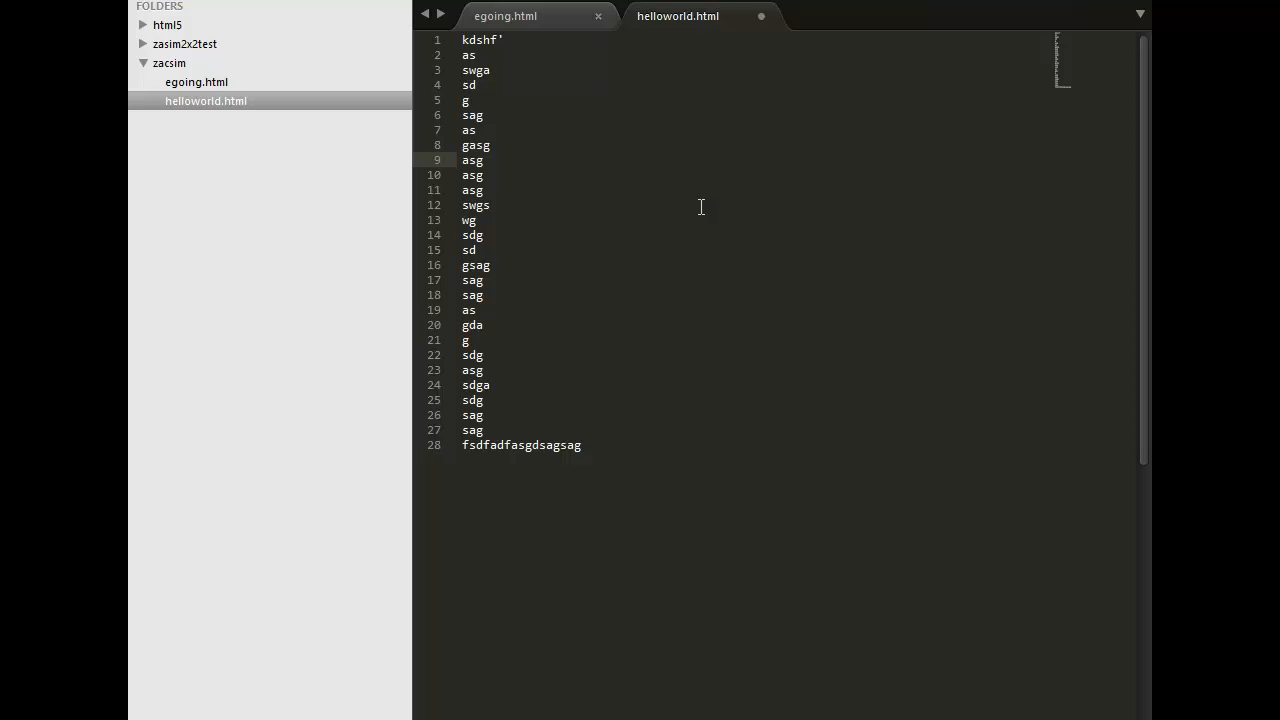 FOLDERS
html5
zasim2x2test
zacsim
egoing.html
helloworld.html
egoing.html ×
helloworld.html
1 kdshf'
2 as
3 swga
4 sd
5 g
6 sag
7 as
8 gasg
9 asg
10 asg
11 asg
12 swgs
13 wg
14 sdg
15 sd
16 gsag
17 sag
18 sag
19 as
20 gda
21 g
22 sdg
23 asg
24 sdga
25 sdg
26 sag
27 sag
28 fsdfadfasgdsagsag